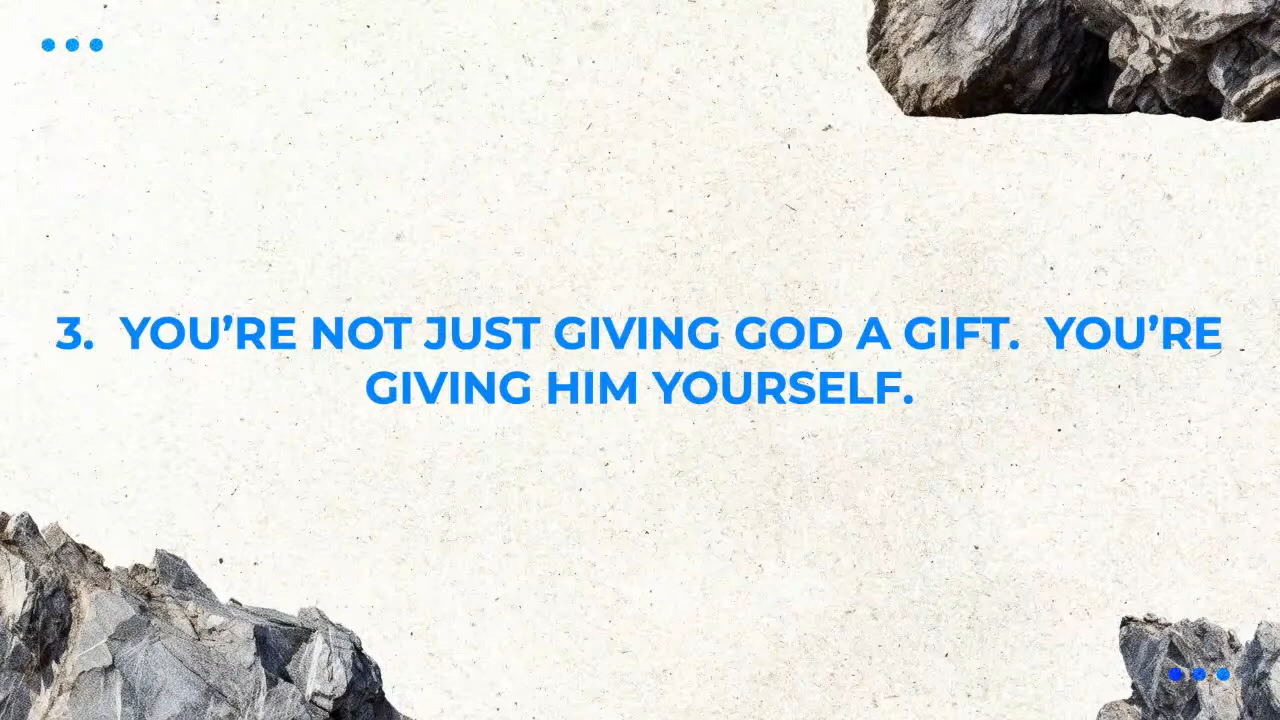 3.  YOU’RE NOT JUST GIVING GOD A GIFT.  YOU’RE
GIVING HIM YOURSELF.